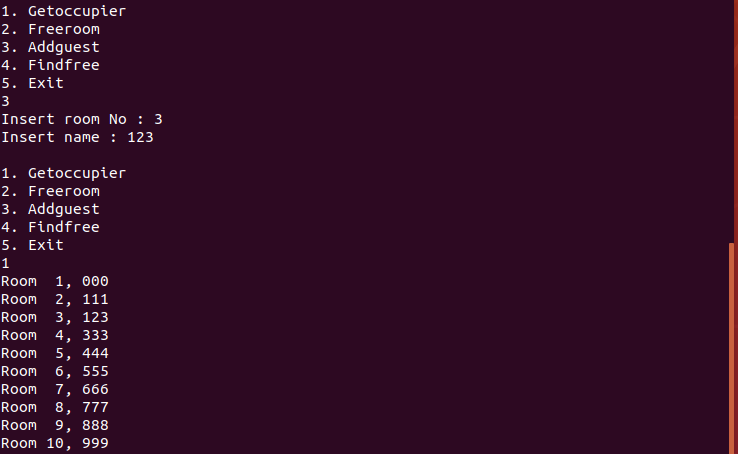 1. Getoccupier
2. Freeroom
3. Addguest
4. Findfree
5. Exit
3
Insert room No : 3
Insert name : 123

1. Getoccupier
2. Freeroom
3. Addguest
4. Findfree
5. Exit
1
Room  1, 000
Room  2, 111
Room  3, 123
Room  4, 333
Room  5, 444
Room  6, 555
Room  7, 666
Room  8, 777
Room  9, 888
Room 10, 999